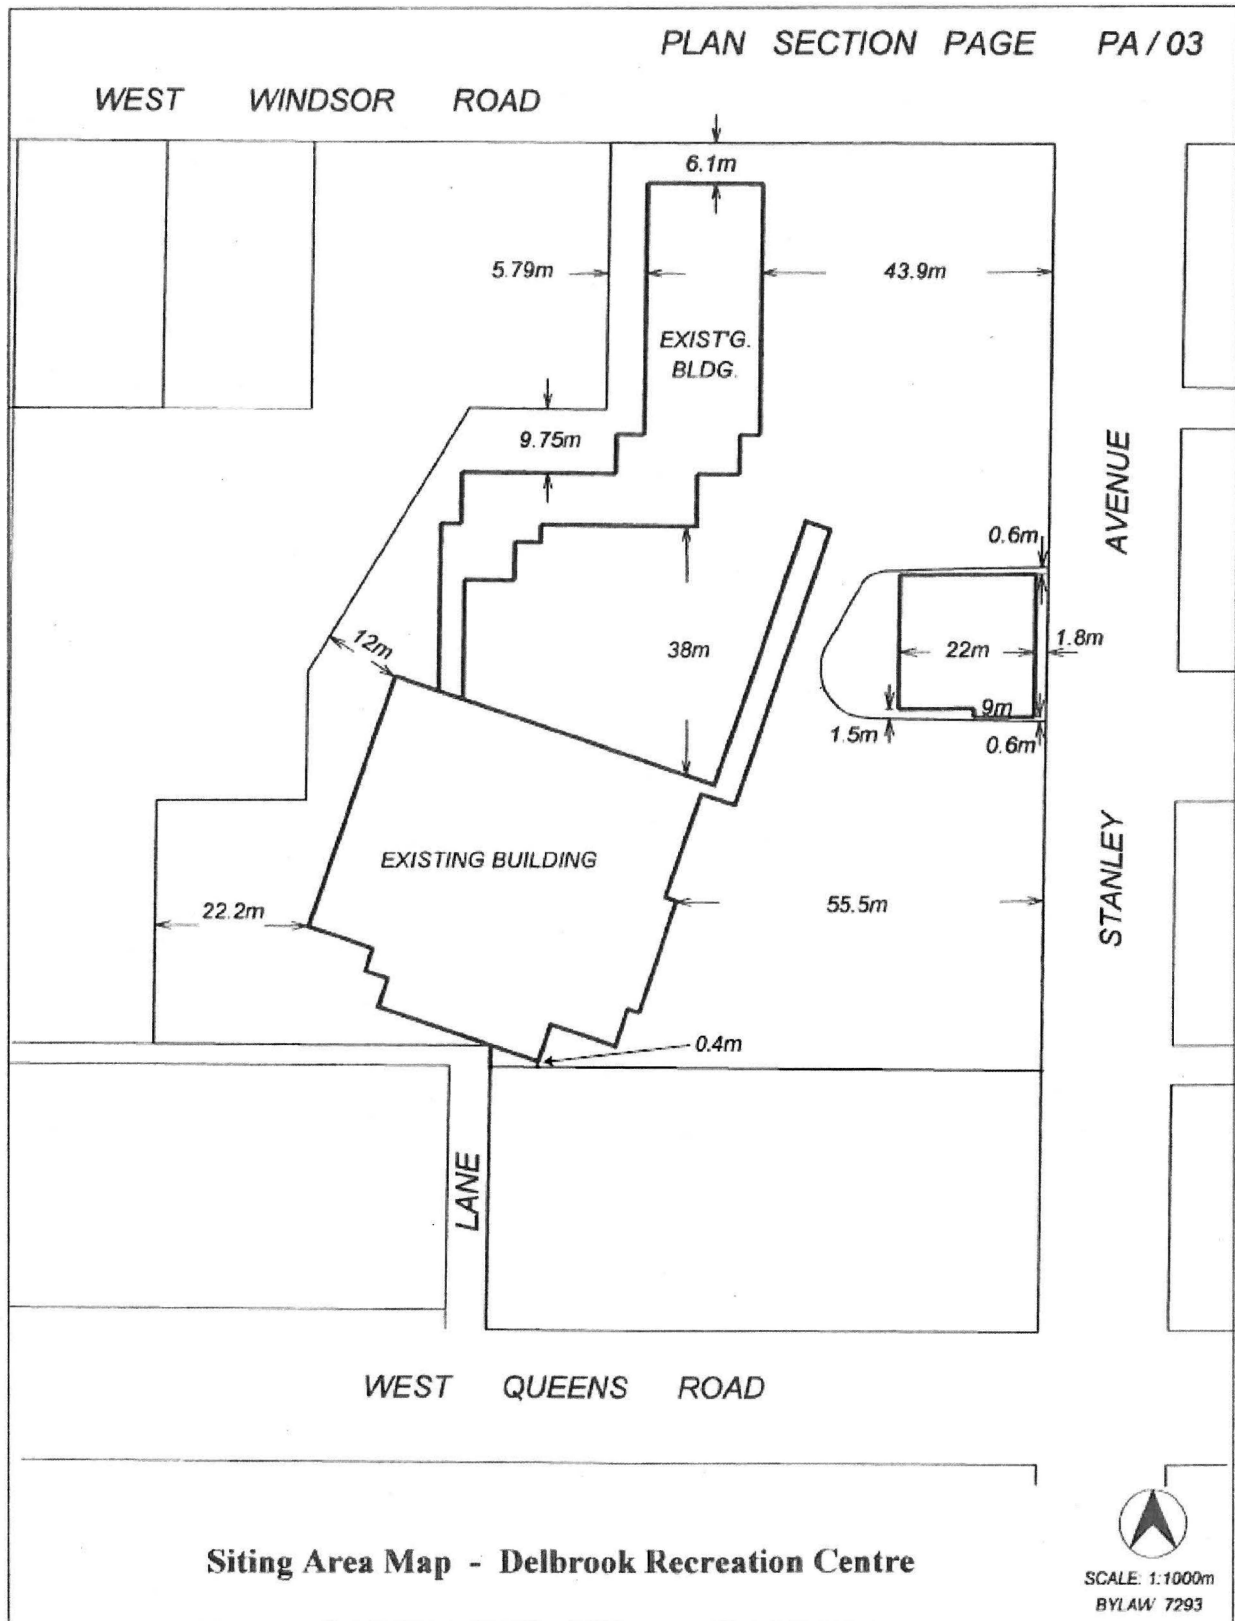 PLAN SECTION PAGE PA / 03
WEST WINDSOR ROAD
6.1m
5.79m
43.9m
EXIST'G.
BLDG.
9.75m
AVENUE
0.6m
12m
38m
22m
1.8m
9m
1.5m
0.6m
EXISTING BUILDING
22.2m
55.5m
STANLEY
0.4m
LANE
WEST QUEENS ROAD
Siting Area Map - Delbrook Recreation Centre
SCALE: 1:1000m
BYLAW 7293